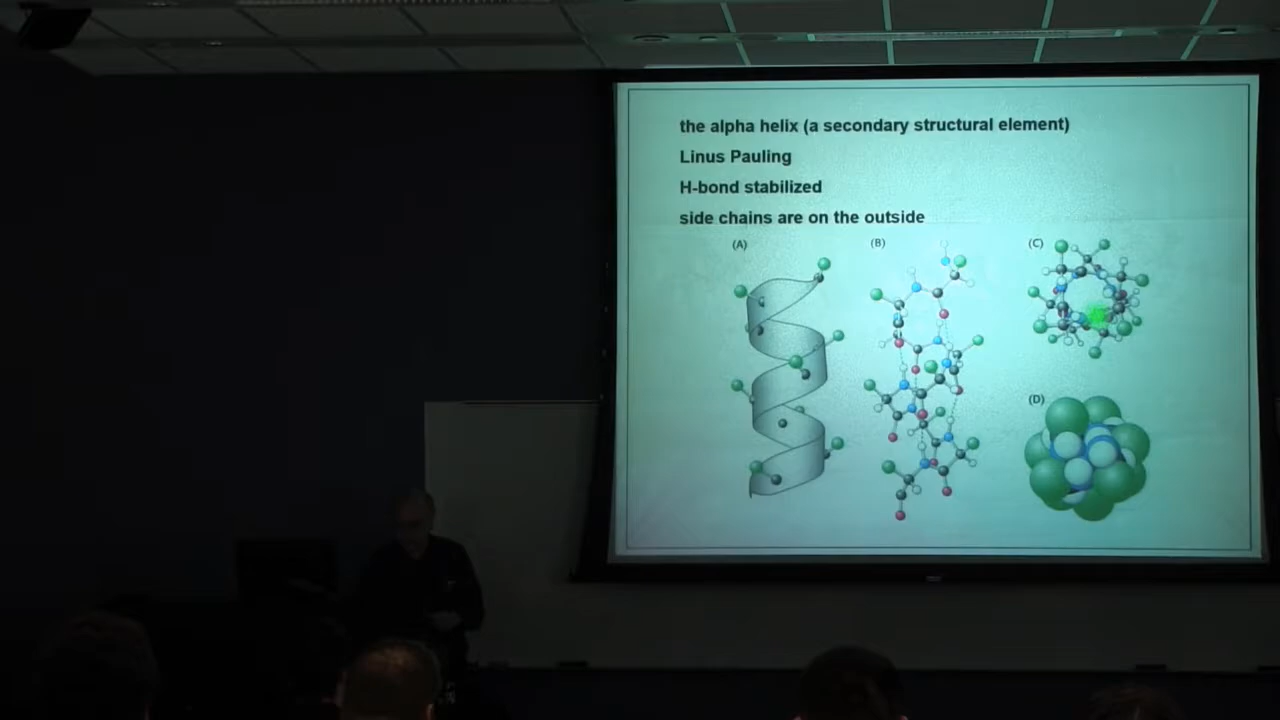 the alpha helix (a secondary structural element)
Linus Pauling
H-bond stabilized
side chains are on the outside
(A)
(B)
(C)
(D)